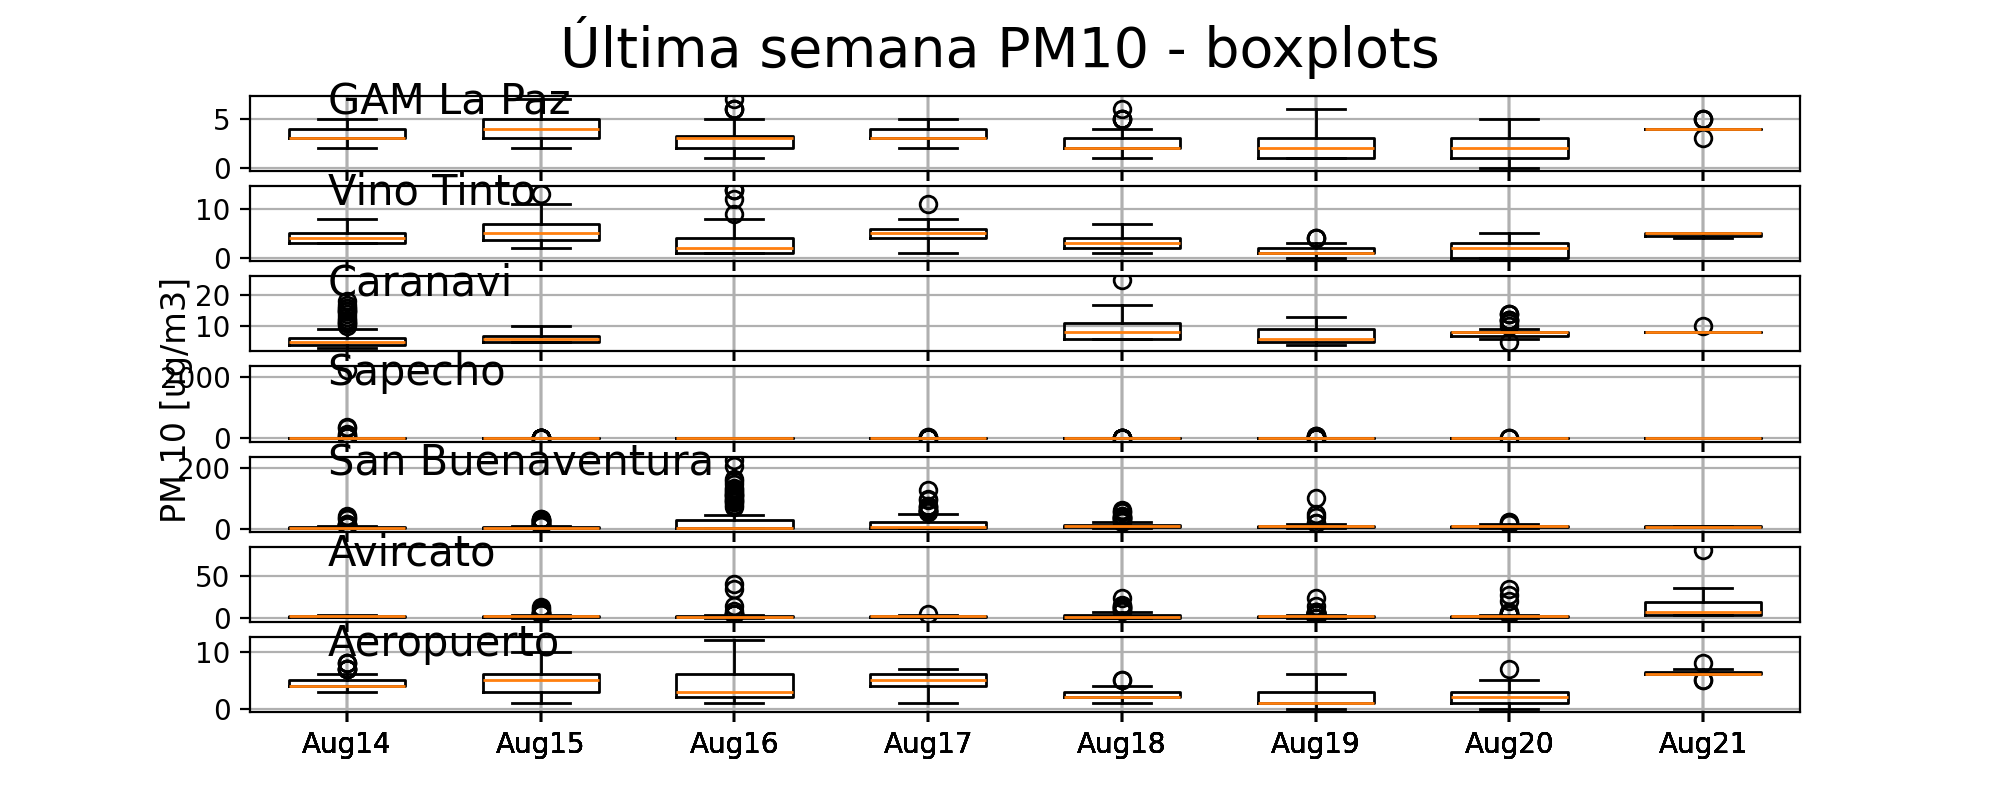 Última semana PM10 - boxplots
GAM La Paz
5
0
Vino Tinto
10
0
Caranavi
20
10
Sapecho
2000
0
San Buenaventura
200
0
Avircato
50
0
Aeropuerto
10
0
PM 10 [ug/m3]
Aug14 Aug15 Aug16 Aug17 Aug18 Aug19 Aug20 Aug21